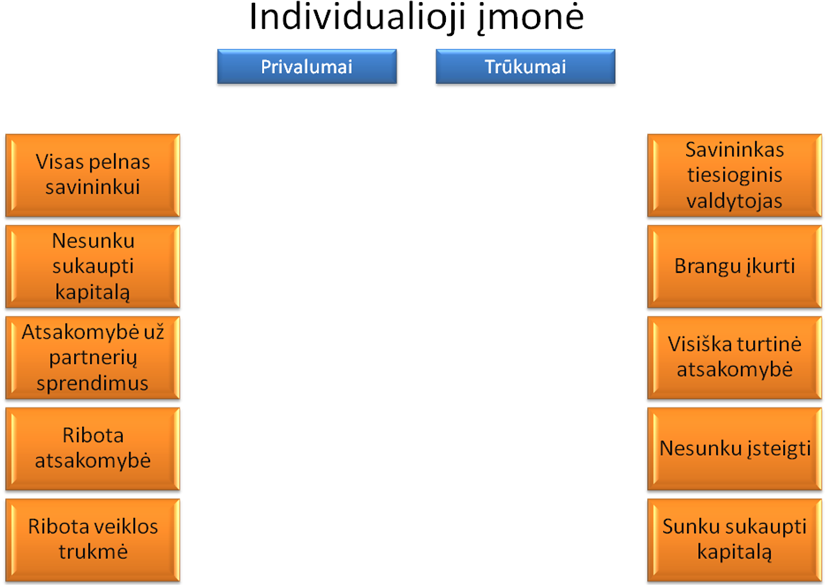 Individualioji įmonė
Privalumai
Trūkumai
Visas pelnas
savininkui
Nesunku
sukaupti
kapitalą
Atsakomybė už
partnerių
sprendimus
Ribota
atsakomybė
Ribota veiklos
trukmė
Savininkas
tiesioginis
valdytojas
Brangu įkurti
Visiška turtinė
atsakomybė
Nesunku įsteigti
Sunku sukaupti
kapitalą